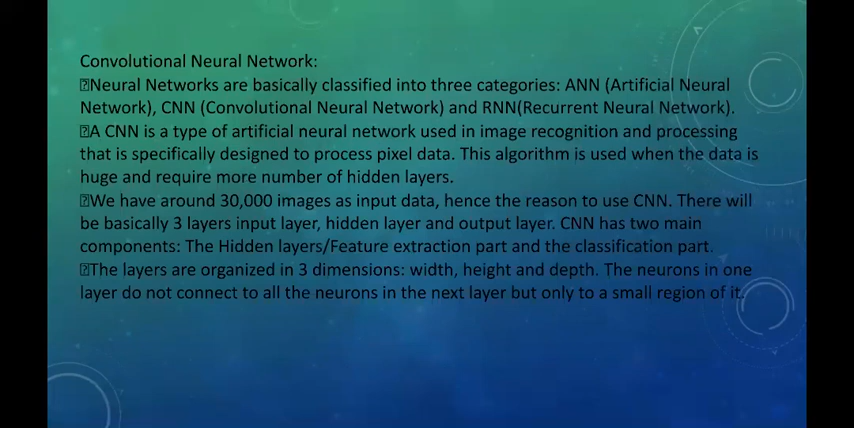 Convolutional Neural Network:
⍰Neural Networks are basically classified into three categories: ANN (Artificial Neural
Network), CNN (Convolutional Neural Network) and RNN(Recurrent Neural Network).
⍰A CNN is a type of artificial neural network used in image recognition and processing
that is specifically designed to process pixel data. This algorithm is used when the data is
huge and require more number of hidden layers.
⍰We have around 30,000 images as input data, hence the reason to use CNN. There will
be basically 3 layers input layer, hidden layer and output layer. CNN has two main
components: The Hidden layers/Feature extraction part and the classification part.
⍰The layers are organized in 3 dimensions: width, height and depth. The neurons in one
layer do not connect to all the neurons in the next layer but only to a small region of it.